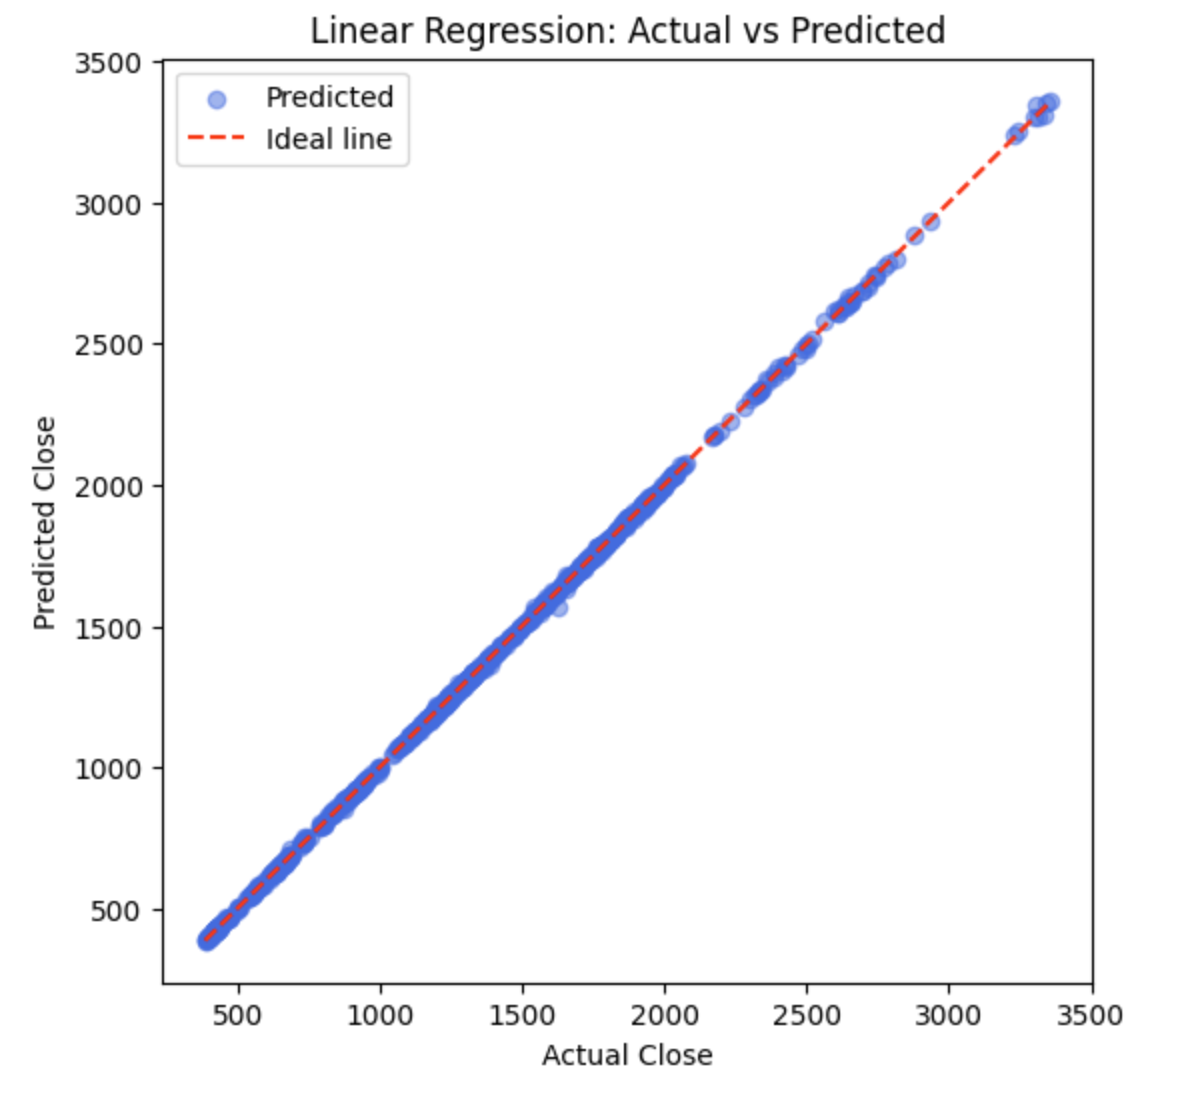 Linear Regression: Actual vs Predicted
Predicted
Ideal line
3500
3000
2500
2000
1500
1000
500
Predicted Close
500 1000 1500 2000 2500 3000 3500
Actual Close